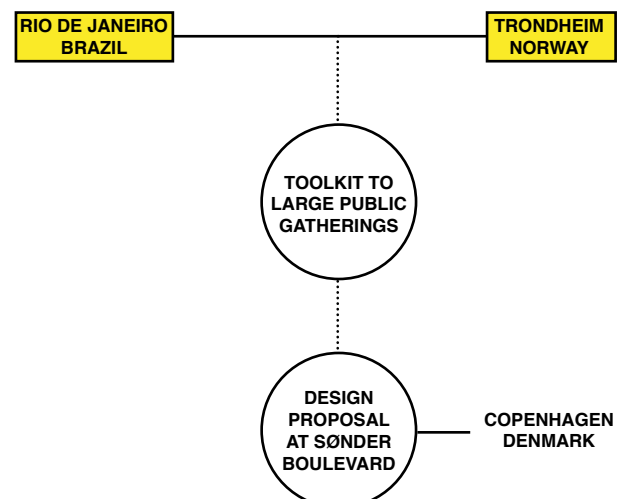 RIO DE JANEIRO
BRAZIL
TRONDHEIM
NORWAY
TOOLKIT TO
LARGE PUBLIC
GATHERINGS
DESIGN
PROPOSAL
AT SØNDER
BOULEVARD
COPENHAGEN
DENMARK